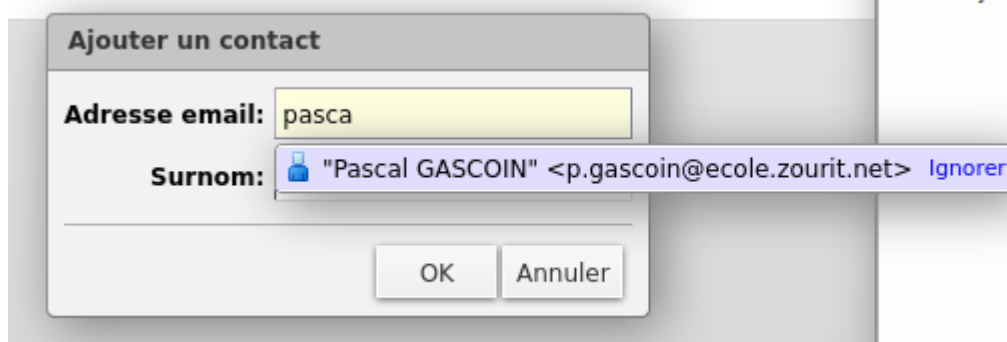 Ajouter un contact
Adresse email: pasca
"Pascal GASCOIN" <p.gascoin@ecole.zourit.net> Ignorer
Surnom:
OK Annuler